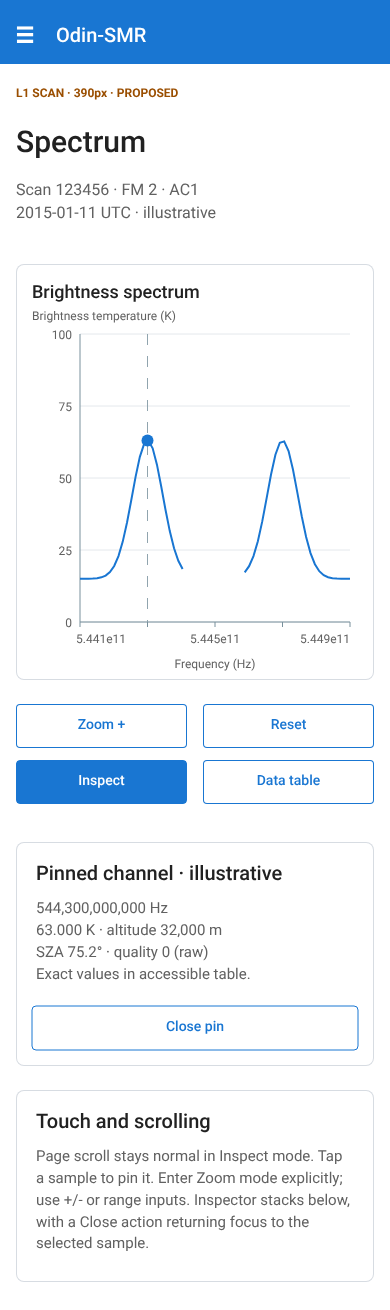 Odin-SMR
L1 SCAN · 390px · PROPOSED
Spectrum
Scan 123456 · FM 2 · AC1
2015-01-11 UTC · illustrative
Brightness spectrum
Brightness temperature (K)
100
75
50
25
0
5.441e11
5.445e11
5.449e11
Frequency (Hz)
Zoom +
Reset
Inspect
Data table
Pinned channel · illustrative
544,300,000,000 Hz
63.000 K · altitude 32,000 m
SZA 75.2° · quality 0 (raw)
Exact values in accessible table.
Close pin
Touch and scrolling
Page scroll stays normal in Inspect mode. Tap
a sample to pin it. Enter Zoom mode explicitly;
use +/- or range inputs. Inspector stacks below,
with a Close action returning focus to the
selected sample.